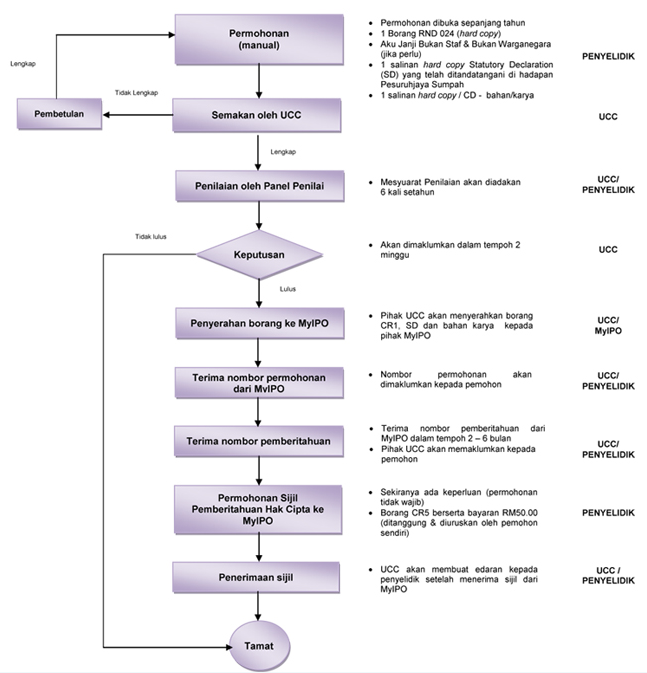 Permohonan
(manual)
• Permohonan dibuka sepanjang tahun
• 1 Borang RND 024 (hard copy)
• Aku Janji Bukan Staf & Bukan Warganegara
(jika perlu)
• 1 salinan hard copy Statutory Declaration
(SD) yang telah ditandatangani di hadapan
Pesuruhjaya Sumpah
• 1 salinan hard copy / CD - bahan/karya
PENYELIDIK
Lengkap
Pembetulan
Tidak Lengkap
Semakan oleh UCC
UCC
Lengkap
Penilaian oleh Panel Penilai
• Mesyuarat Penilaian akan diadakan
6 kali setahun
UCC/
PENYELIDIK
Tidak lulus
Keputusan
• Akan dimaklumkan dalam tempoh 2
minggu
UCC
Lulus
Penyerahan borang ke MyIPO
• Pihak UCC akan menyerahkan borang
CR1, SD dan bahan karya kepada
pihak MyIPO
UCC/
MyIPO
Terima nombor permohonan
dari MyIPO
• Nombor permohonan akan
dimaklumkan kepada pemohon
UCC/
PENYELIDIK
Terima nombor pemberitahuan
• Terima nombor pemberitahuan dari
MyIPO dalam tempoh 2 – 6 bulan
• Pihak UCC akan memaklumkan kepada
pemohon
UCC/
PENYELIDIK
Permohonan Sijil
Pemberitahuan Hak Cipta ke
MyIPO
• Sekiranya ada keperluan (permohonan
tidak wajib)
• Borang CR5 berserta bayaran RM50.00
(ditanggung & diuruskan oleh pemohon
sendiri)
PENYELIDIK
Penerimaan sijil
• UCC akan membuat edaran kepada
penyelidik setelah menerima sijil dari
MyIPO
UCC /
PENYELIDIK
Tamat